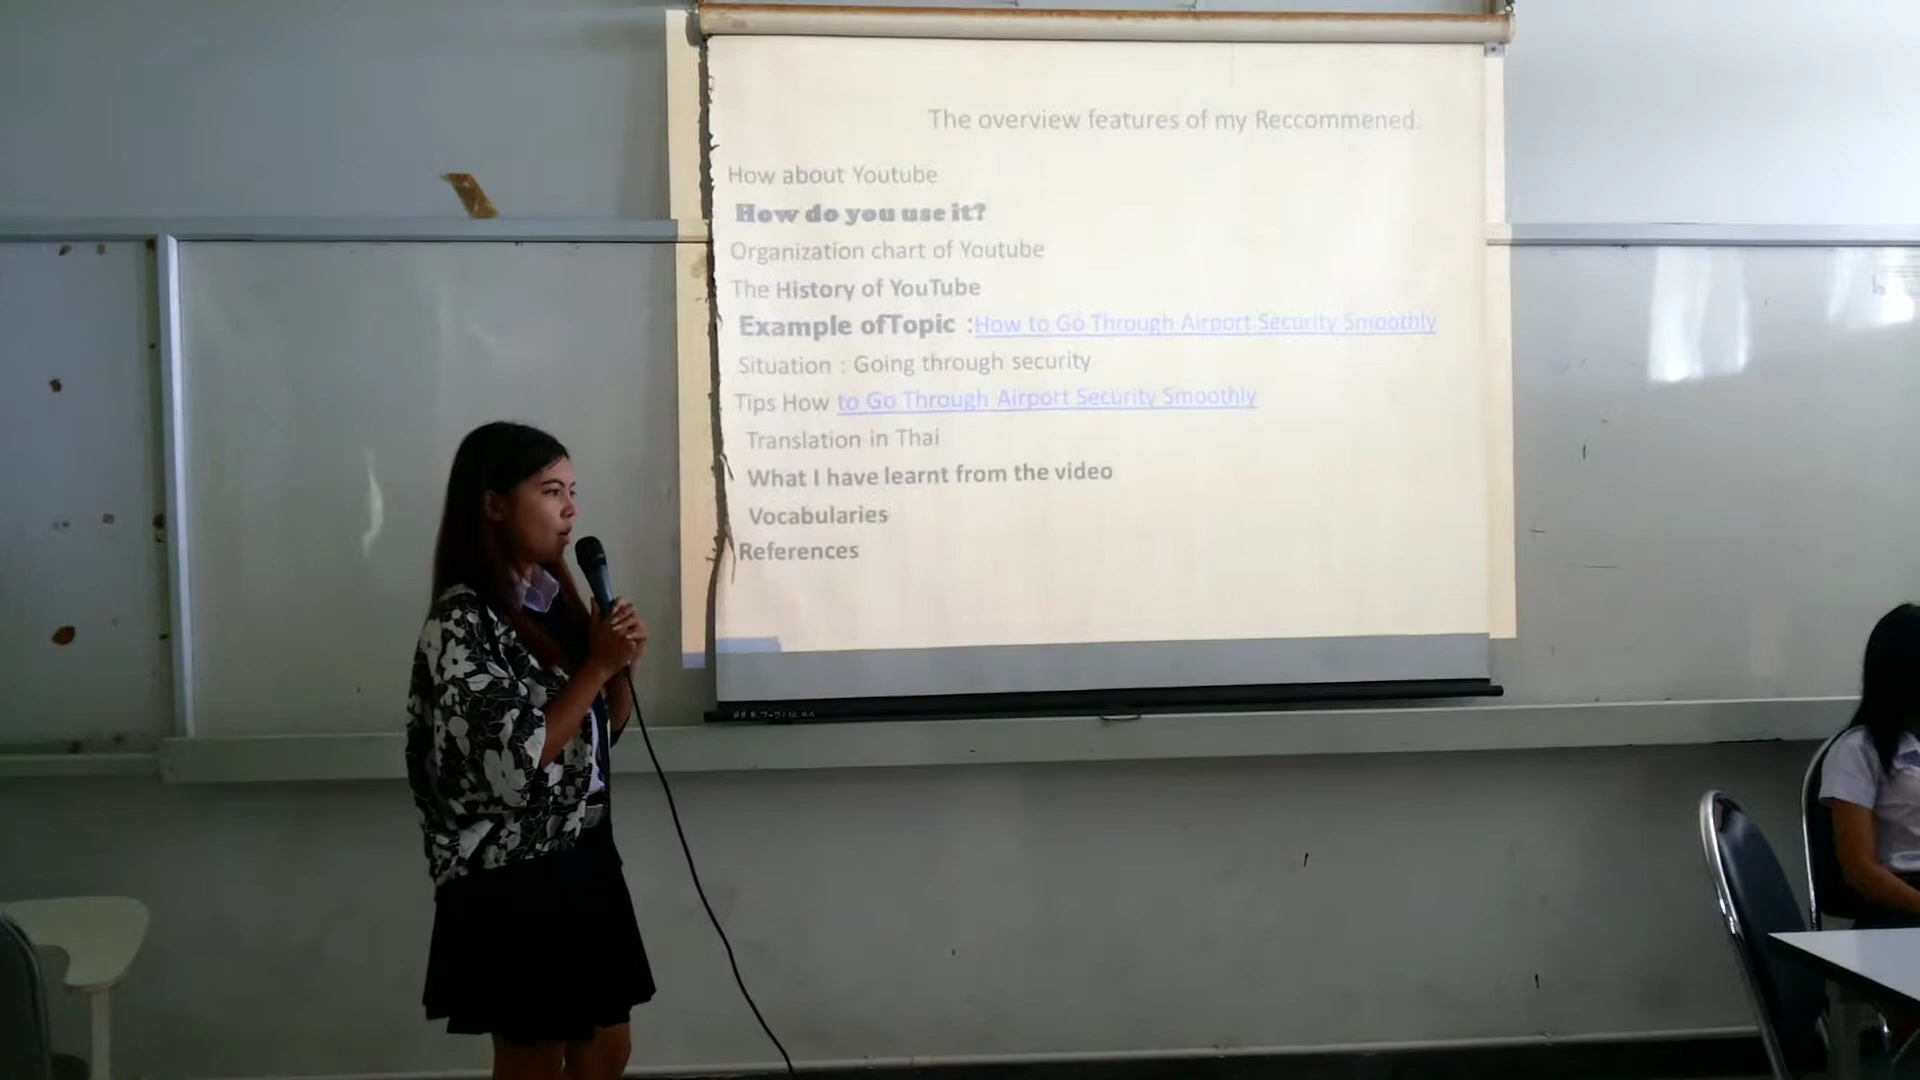 The overview features of my Reccommened.
How about Youtube
How do you use it?
Organization chart of Youtube
The History of YouTube
Example ofTopic :How to Go Through Airport Security Smoothly
Situation : Going through security
Tips How to Go Through Airport Security Smoothly
Translation in Thai
What I have learnt from the video
Vocabularies
References